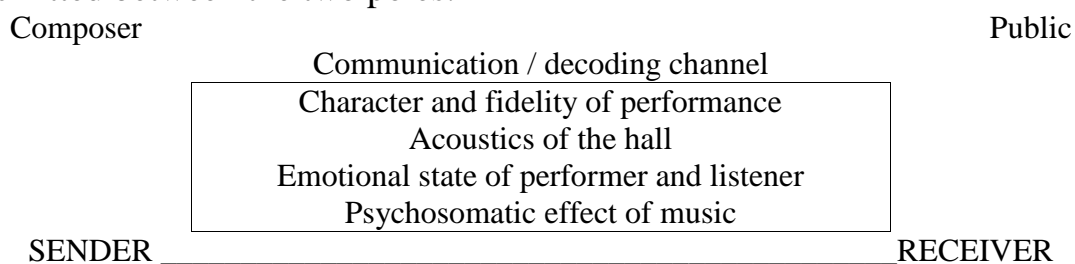 Composer Public
Communication / decoding channel
Character and fidelity of performance
Acoustics of the hall
Emotional state of performer and listener
Psychosomatic effect of music
SENDER ______________________________________________RECEIVER